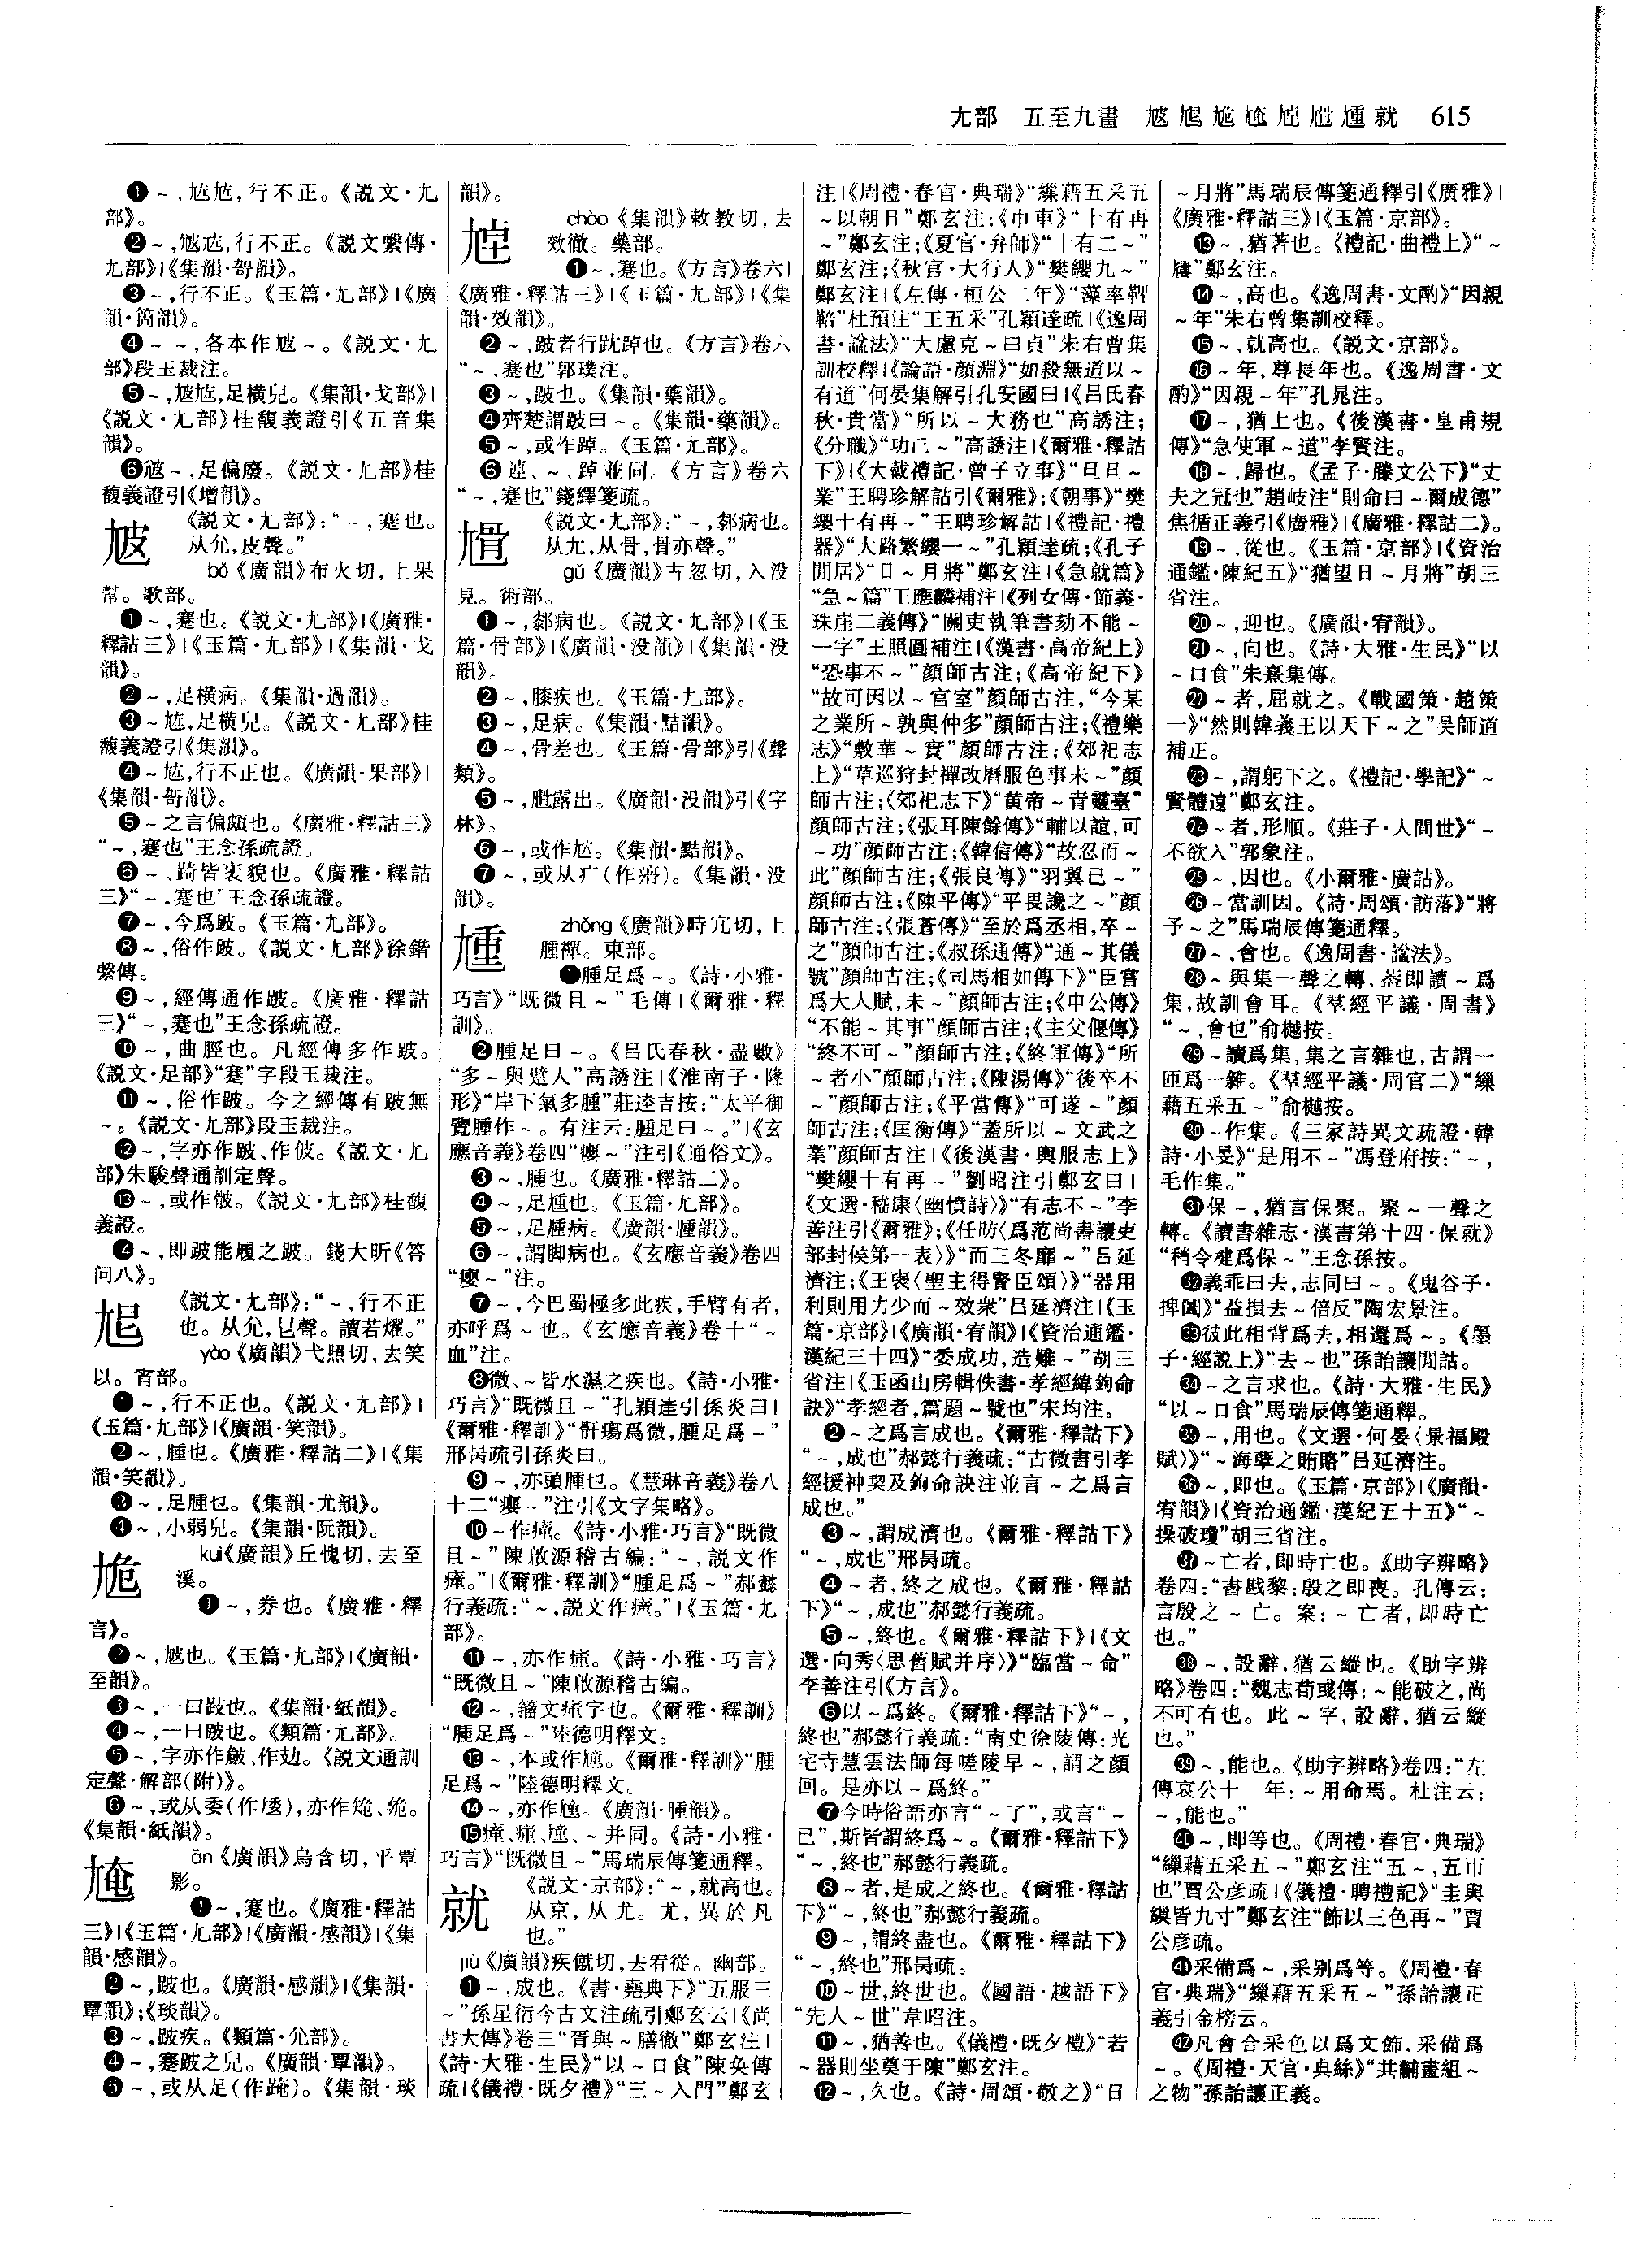 尢部 五至九畫 尯尮就 615
❶～,尬尬,行不正。《説文·尢
部》。
行不正。《説文繫傳·
尢部》|《集韻·哿韻》。
❸～,行不正。《玉篇·尢部》|《廣
韻·箇韻》。
❹～～,各本作尳～。《説文·尢
部》段玉裁注。
足横皃。《集韻·戈部》|
《説文·尢部》桂馥義證引《五音集
韻》。
足偏廢。《説文·尢部》桂
馥義證引《增韻》。
《説文·尢部》:“～,蹇也。
从尣,皮聲。”
bǒ《廣韻》布火切,上果
幫。歌部。
❶～,蹇也。《説文·尢部》|《廣雅·
釋詁三》|《玉篇·尢部》|《集韻·戈
韻》。
❷～,足横病。《集韻·過韻》。
足横皃。《説文·尢部》桂
馥義證引《集韻》。
行不正也。《廣韻·果部》|
《集韻·哿韻》。
❺～之言偏頗也。《廣雅·釋詁三》
“～,蹇也”王念孫疏證。
皆衺貌也。《廣雅·釋詁
三》“～,蹇也”王念孫疏證。
❼～,今爲跛。《玉篇·尢部》。
❽～,俗作跛。《説文·尢部》徐鍇
繫傳。
❾～,經傳通作跛。《廣雅·釋詁
三》“～,蹇也”王念孫疏證。
❿～,曲脛也。凡經傳多作跛。
《説文·足部》“蹇”字段玉裁注。
⓫～,俗作跛。今之經傳有跛無
～。《説文·尢部》段玉裁注。
⓬～,字亦作跛、作佊。《説文·尢
部》朱駿聲通訓定聲。
《説文·尢部》桂馥
義證。
⓮～,即跛能履之跛。錢大昕《答
問八》。
《説文·尢部》:“～,行不正
也。从尣,皀聲。讀若燿。”
yào《廣韻》弋照切,去笑
以。宵部。
❶～,行不正也。《説文·尢部》|
《玉篇·尢部》|《廣韻·笑韻》。
❷～,腫也。《廣雅·釋詁二》|《集
韻·笑韻》。
❸～,足腫也。《集韻·尤韻》。
❹～,小弱皃。《集韻·阮韻》。
kuì《廣韻》丘愧切,去至
溪。
❶～,券也。《廣雅·釋
言》。
《玉篇·尢部》|《廣韻·
至韻》。
❸～,一曰跂也。《集韻·紙韻》。
❹～,一曰跛也。《類篇·尢部》。
《説文通訓
定聲·解部(附)》。
❻～,或从委
《集韻·紙韻》。
ān《廣韻》烏含切,平覃
影。
❶～,蹇也。《廣雅·釋詁
三》|《玉篇·尢部》|《廣韻·感韻》|《集
韻·感韻》。
❷～,跛也。《廣韻·感韻》|《集韻·
覃韻》;《琰韻》。
❸～,跛疾。《類篇·尣部》。
❹～,蹇跛之皃。《廣韻·覃韻》。
❺～,或从足(作踦)。《集韻·琰
韻》。
chào《集韻》敕教切,去
效徹。藥部。
❶～,蹇也。《方言》卷六|
《廣雅·釋詁三》|《玉篇·尢部》|《集
韻·效韻》。
❷～,跛者行䟾踔也。《方言》卷六
“～,蹇也”郭璞注。
❸～,跛也。《集韻·藥韻》。
❹齊楚謂跛曰～。《集韻·藥韻》。
❺～,或作踔。《玉篇·尢部》。
❻逴、～、踔並同。《方言》卷六
“～,蹇也”錢繹箋疏。
尳
《説文·尢部》:“～,䣛病也。
从尢,从骨,骨亦聲。”
gǔ《廣韻》古忽切,入没
見。術部。
❶～,䣛病也。《説文·尢部》|《玉
篇·骨部》|《廣韻·没韻》|《集韻·没
韻》。
❷～,膝疾也。《玉篇·尢部》。
❸～,足病。《集韻·黠韻》。
❹～,骨差也。《玉篇·骨部》引《聲
類》。
❺～,䏶露出。《廣韻·没韻》引《字
林》。
❻～,或作尬。《集韻·黠韻》。
❼～,或从疒。《集韻·没
韻》。
尰
zhǒng《廣韻》時宂切,上
腫禪。東部。
❶腫足爲～。《詩·小雅·
巧言》“既微且～”毛傳|《爾雅·釋
訓》。
❷腫足曰～。《吕氏春秋·盡數》
“多～與躄人”高誘注|《淮南子·隆
形》“岸下氣多腫”莊逵吉按:“太平御
覽腫作～。有注云:腫足曰～。”|《玄
應音義》卷四“瘿～”注引《通俗文》。
❸～,腫也。《廣雅·釋詁二》。
❹～,足尰也。《玉篇·尢部》。
❺～,足腫病。《廣韻·腫韻》。
❻～,謂脚病也。《玄應音義》卷四
“瘿～”注。
❼～,今巴蜀極多此疾,手臂有者,
亦呼爲～也。《玄應音義》卷十“～
血”注。
❽微、～皆水濕之疾也。《詩·小雅·
巧言》“既微且～”孔穎達引孫炎曰|
《爾雅·釋訓》“骭瘍爲微,腫足爲～”
邢昺疏引孫炎曰。
❾～,亦頭腫也。《慧琳音義》卷八
十二“瘿～”注引《文字集略》。
❿～作㾽。《詩·小雅·巧言》“既微
且～”陳啟源稽古編:“～,説文作
㾽。”|《爾雅·釋訓》“腫足爲～”郝懿
行義疏:“～,説文作㾽。”|《玉篇·尢
部》。
⓫～,亦作㾽。《詩·小雅·巧言》
“既微且～”陳啟源稽古編。
⓬～,籀文㾽字也。《爾雅·釋訓》
“腫足爲～”陸德明釋文。
⓭～,本或作尰。《爾雅·釋訓》“腫
足爲～”陸德明釋文。
《廣韻·腫韻》。
～并同。《詩·小雅·
巧言》“既微且～”馬瑞辰傳箋通釋。
就
《説文·京部》:“～,就高也。
从京,从尤。尤,異於凡
也。”
jiù《廣韻》疾僦切,去宥從。幽部。
❶～,成也。《書·堯典下》“五服三
～”孫星衍今古文注疏引鄭玄云|《尚
書大傳》卷三“胥與～膳徹”鄭玄注|
《詩·大雅·生民》“以～口食”陳奂傳
疏|《儀禮·既夕禮》“三～入門”鄭玄
注|《周禮·春官·典瑞》“繅藉五采五
～以朝日”鄭玄注;《巾車》“十有再
～”鄭玄注;《夏官·弁師》“十有二～”
鄭玄注;《秋官·大行人》“樊纓九～”
鄭玄注|《左傳·桓公二年》“藻率鞞
鞛”杜預注“王五采”孔穎達疏|《逸周
書·謚法》“大慮克～曰貞”朱右曾集
訓校釋|《論語·顔淵》“如殺無道以～
有道”何晏集解引孔安國曰|《吕氏春
秋·貴當》“所以～大務也”高誘注;
《分職》“功已～”高誘注|《爾雅·釋詁
下》|《大戴禮記·曾子立事》“旦旦～
業”王聘珍解詁引《爾雅》;《朝事》“樊
纓十有再～”王聘珍解詁|《禮記·禮
器》“大路繁纓一～”孔穎達疏;《孔子
閒居》“日～月將”鄭玄注|《急就篇》
“急～篇”王應麟補注|《列女傳·節義·
珠崖二義傳》“關吏執筆書劾不能～
一字”王照圓補注|《漢書·高帝紀上》
“恐事不～”顔師古注;《高帝紀下》
“故可因以～宫室”顔師古注,“今某
之業所～孰與仲多”顔師古注;《禮樂
志》“敷華～實”顔師古注;《郊祀志
上》“草巡狩封禪改曆服色事未～”顔
師古注;《郊祀志下》“黄帝～青靈臺”
顔師古注;《張耳陳餘傳》“輔以誼,可
～功”顔師古注;《韓信傳》“故忍而～
此”顔師古注;《張良傳》“羽翼已～”
顔師古注;《陳平傳》“平畏讒之～”顔
師古注;《張蒼傳》“至於爲丞相,卒～
之”顔師古注;《叔孫通傳》“通～其儀
號”顔師古注;《司馬相如傳下》“臣嘗
爲大人賦,未～”顔師古注;《申公傳》
“不能～其事”顔師古注;《主父偃傳》
“終不可～”顔師古注;《終軍傳》“所
～者小”顔師古注;《陳湯傳》“後卒不
～”顔師古注;《平當傳》“可遂～”顔
師古注;《匡衡傳》“蓋所以～文武之
業”顔師古注|《後漢書·輿服志上》
“樊纓十有再～”劉昭注引鄭玄曰|
《文選·嵇康〈幽憤詩〉》“有志不～”李
善注引《爾雅》;《任昉〈爲范尚書讓吏
部封侯第一表〉》“而三冬靡～”吕延
濟注;《王褒〈聖主得賢臣頌〉》“器用
利則用力少而～效衆”吕延濟注|《玉
篇·京部》|《廣韻·宥韻》|《資治通鑑·
漢紀三十四》“委成功,造難～”胡三
省注|《玉函山房輯佚書·孝經緯鉤命
訣》“孝經者,篇題～號也”宋均注。
❷～之爲言成也。《爾雅·釋詁下》
“～,成也”郝懿行義疏:“古微書引孝
經援神契及鉤命訣注並言～之爲言
成也。”
❸～,謂成濟也。《爾雅·釋詁下》
“～,成也”邢昺疏。
❹～者,終之成也。《爾雅·釋詁
下》“～,成也”郝懿行義疏。
❺～,終也。《爾雅·釋詁下》|《文
選·向秀〈思舊賦并序〉》“臨當～命”
李善注引《方言》。
❻以～爲終。《爾雅·釋詁下》“～,
終也”郝懿行義疏:“南史徐陵傳:光
宅寺慧雲法師每嗟陵早～,謂之顔
回。是亦以～爲終。”
❼今時俗語亦言“～了”,或言“～
已”,斯皆謂終爲～。《爾雅·釋詁下》
“～,終也”郝懿行義疏。
❽～者,是成之終也。《爾雅·釋詁
下》“～,終也”郝懿行義疏。
❾～,謂終盡也。《爾雅·釋詁下》
“～,終也”邢昺疏。
❿～世,終世也。《國語·越語下》
“先人～世”韋昭注。
⓫～,猶善也。《儀禮·既夕禮》“若
～器則坐奠于陳”鄭玄注。
⓬～,久也。《詩·周頌·敬之》“日
～月將”馬瑞辰傳箋通釋引《廣雅》|
《廣雅·釋詁三》|《玉篇·京部》。
⓭～,猶著也。《禮記·曲禮上》“～
屨”鄭玄注。
⓮～,高也。《逸周書·文酌》“因親
～年”朱右曾集訓校釋。
⓯～,就高也。《説文·京部》。
⓰～年,尊長年也。《逸周書·文
酌》“因親～年”孔晁注。
⓱～,猶上也。《後漢書·皇甫規
傳》“急使軍～道”李賢注。
⓲～,歸也。《孟子·滕文公下》“丈
夫之冠也”趙岐注“則命曰～爾成德”
焦循正義引《廣雅》|《廣雅·釋詁二》。
⓳～,從也。《玉篇·京部》|《資治
通鑑·陳紀五》“猶望日～月將”胡三
省注。
⓴～,迎也。《廣韻·宥韻》。
㉑～,向也。《詩·大雅·生民》“以
～口食”朱熹集傳。
㉒～者,屈就之。《戰國策·趙策
一》“然則韓義王以天下～之”吴師道
補正。
㉓～,謂躬下之。《禮記·學記》“～
賢體遠”鄭玄注。
㉔～者,形順。《莊子·人間世》“～
不欲入”郭象注。
㉕～,因也。《小爾雅·廣詁》。
㉖～當訓因。《詩·周頌·訪落》“將
予～之”馬瑞辰傳箋通釋。
㉗～,會也。《逸周書·謚法》。
㉘～與集一聲之轉,葢即讀～爲
集,故訓會耳。《羣經平議·周書》
“～,會也”俞樾按。
㉙～讀爲集,集之言雜也,古謂一
匝爲一雜。《羣經平議·周官二》“繅
藉五采五～”俞樾按。
㉚～作集。《三家詩異文疏證·韓
詩·小旻》“是用不～”馮登府按:“～,
毛作集。”
㉛保～,猶言保聚。聚～一聲之
轉。《讀書雜志·漢書第十四·保就》
“稍令犍爲保～”王念孫按。
㉜義乖曰去,志同曰～。《鬼谷子·
捭闔》“益損去～倍反”陶宏景注。
㉝彼此相背爲去,相還爲～。《墨
子·經説上》“去～也”孫詒讓閒詁。
㉞～之言求也。《詩·大雅·生民》
“以～口食”馬瑞辰傳箋通釋。
㉟～,用也。《文選·何晏〈景福殿
賦〉》“～海孽之賄賂”吕延濟注。
㊱～,即也。《玉篇·京部》|《廣韻·
宥韻》|《資治通鑑·漢紀五十五》“～
操破瓊”胡三省注。
㊲～亡者,即時亡也。《助字辨略》
卷四:“書戡黎:殷之即喪。孔傳云:
言殷之～亡。案:～亡者,即時亡
也。”
㊳～,設辭,猶云縱也。《助字辨
略》卷四:“魏志荀彧傳:～能破之,尚
不可有也。此～字,設辭,猶云縱
也。”
㊴～,能也。《助字辨略》卷四:“左
傳哀公十一年:～用命焉。杜注云:
～,能也。”
㊵～,即等也。《周禮·春官·典瑞》
“繅藉五采五～”鄭玄注“五～,五帀
也”賈公彦疏|《儀禮·聘禮記》“圭與
繅皆九寸”鄭玄注“飾以三色再～”賈
公彦疏。
㊶采備爲～,采别爲等。《周禮·春
官·典瑞》“繅藉五采五～”孫詒讓正
義引金榜云。
㊷凡會合采色以爲文飾,采備爲
～。《周禮·天官·典絲》“共黼畫組～
之物”孫詒讓正義。